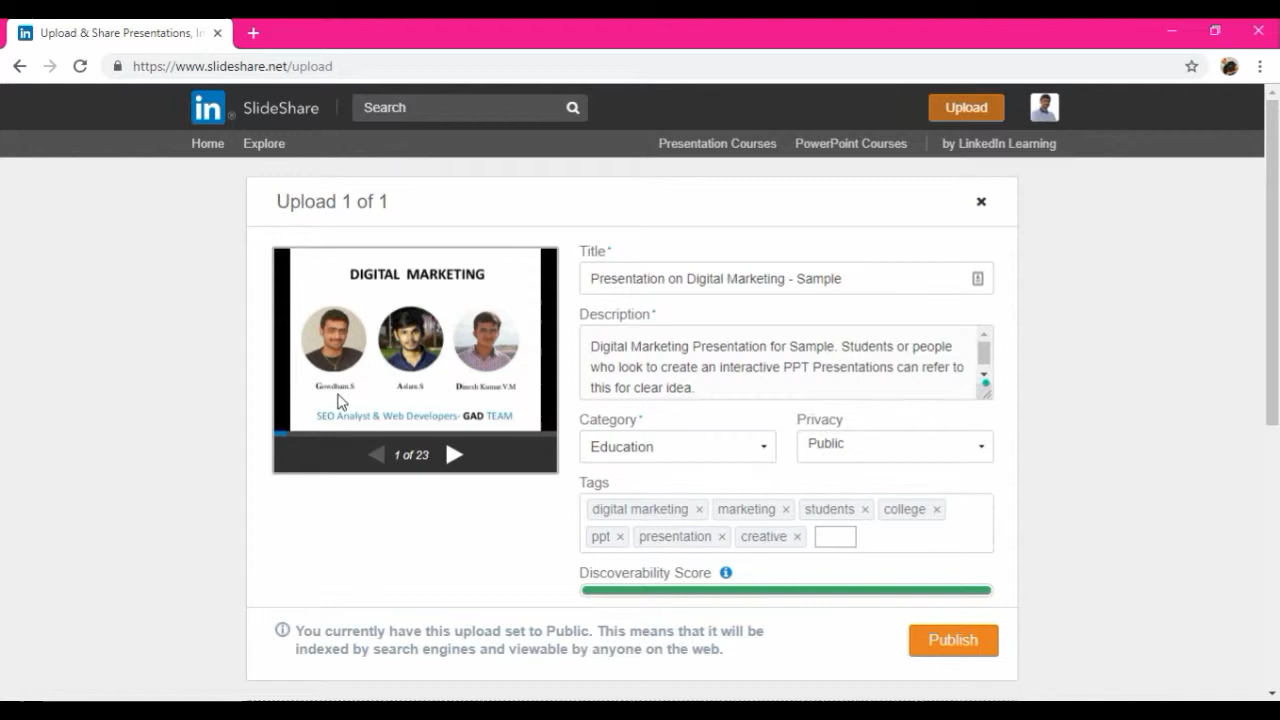 in Upload & Share Presentations, In
https://www.slideshare.net/upload
in SlideShare Search Upload
Home Explore Presentation Courses PowerPoint Courses by LinkedIn Learning
Upload 1 of 1
DIGITAL MARKETING
Gowdham.S Aslam.S Dinesh Kumar.V.M
SEO Analyst & Web Developers- GAD TEAM
1 of 23
Title*
Presentation on Digital Marketing - Sample
Description*
Digital Marketing Presentation for Sample. Students or people
who look to create an interactive PPT Presentations can refer to
this for clear idea.
Category* Privacy
Education Public
Tags
digital marketing × marketing × students × college ×
ppt × presentation × creative ×
Discoverability Score
You currently have this upload set to Public. This means that it will be
indexed by search engines and viewable by anyone on the web.
Publish